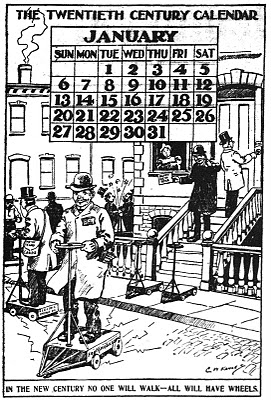 THE TWENTIETH CENTURY CALENDAR
JANUARY
SUN MON TUE WED THU FRI SAT
1 2 3 4 5
6 7 8 9 10 11 12
13 14 15 16 17 18 19
20 21 22 23 24 25 26
27 28 29 30 31
IN THE NEW CENTURY NO ONE WILL WALK—ALL WILL HAVE WHEELS.